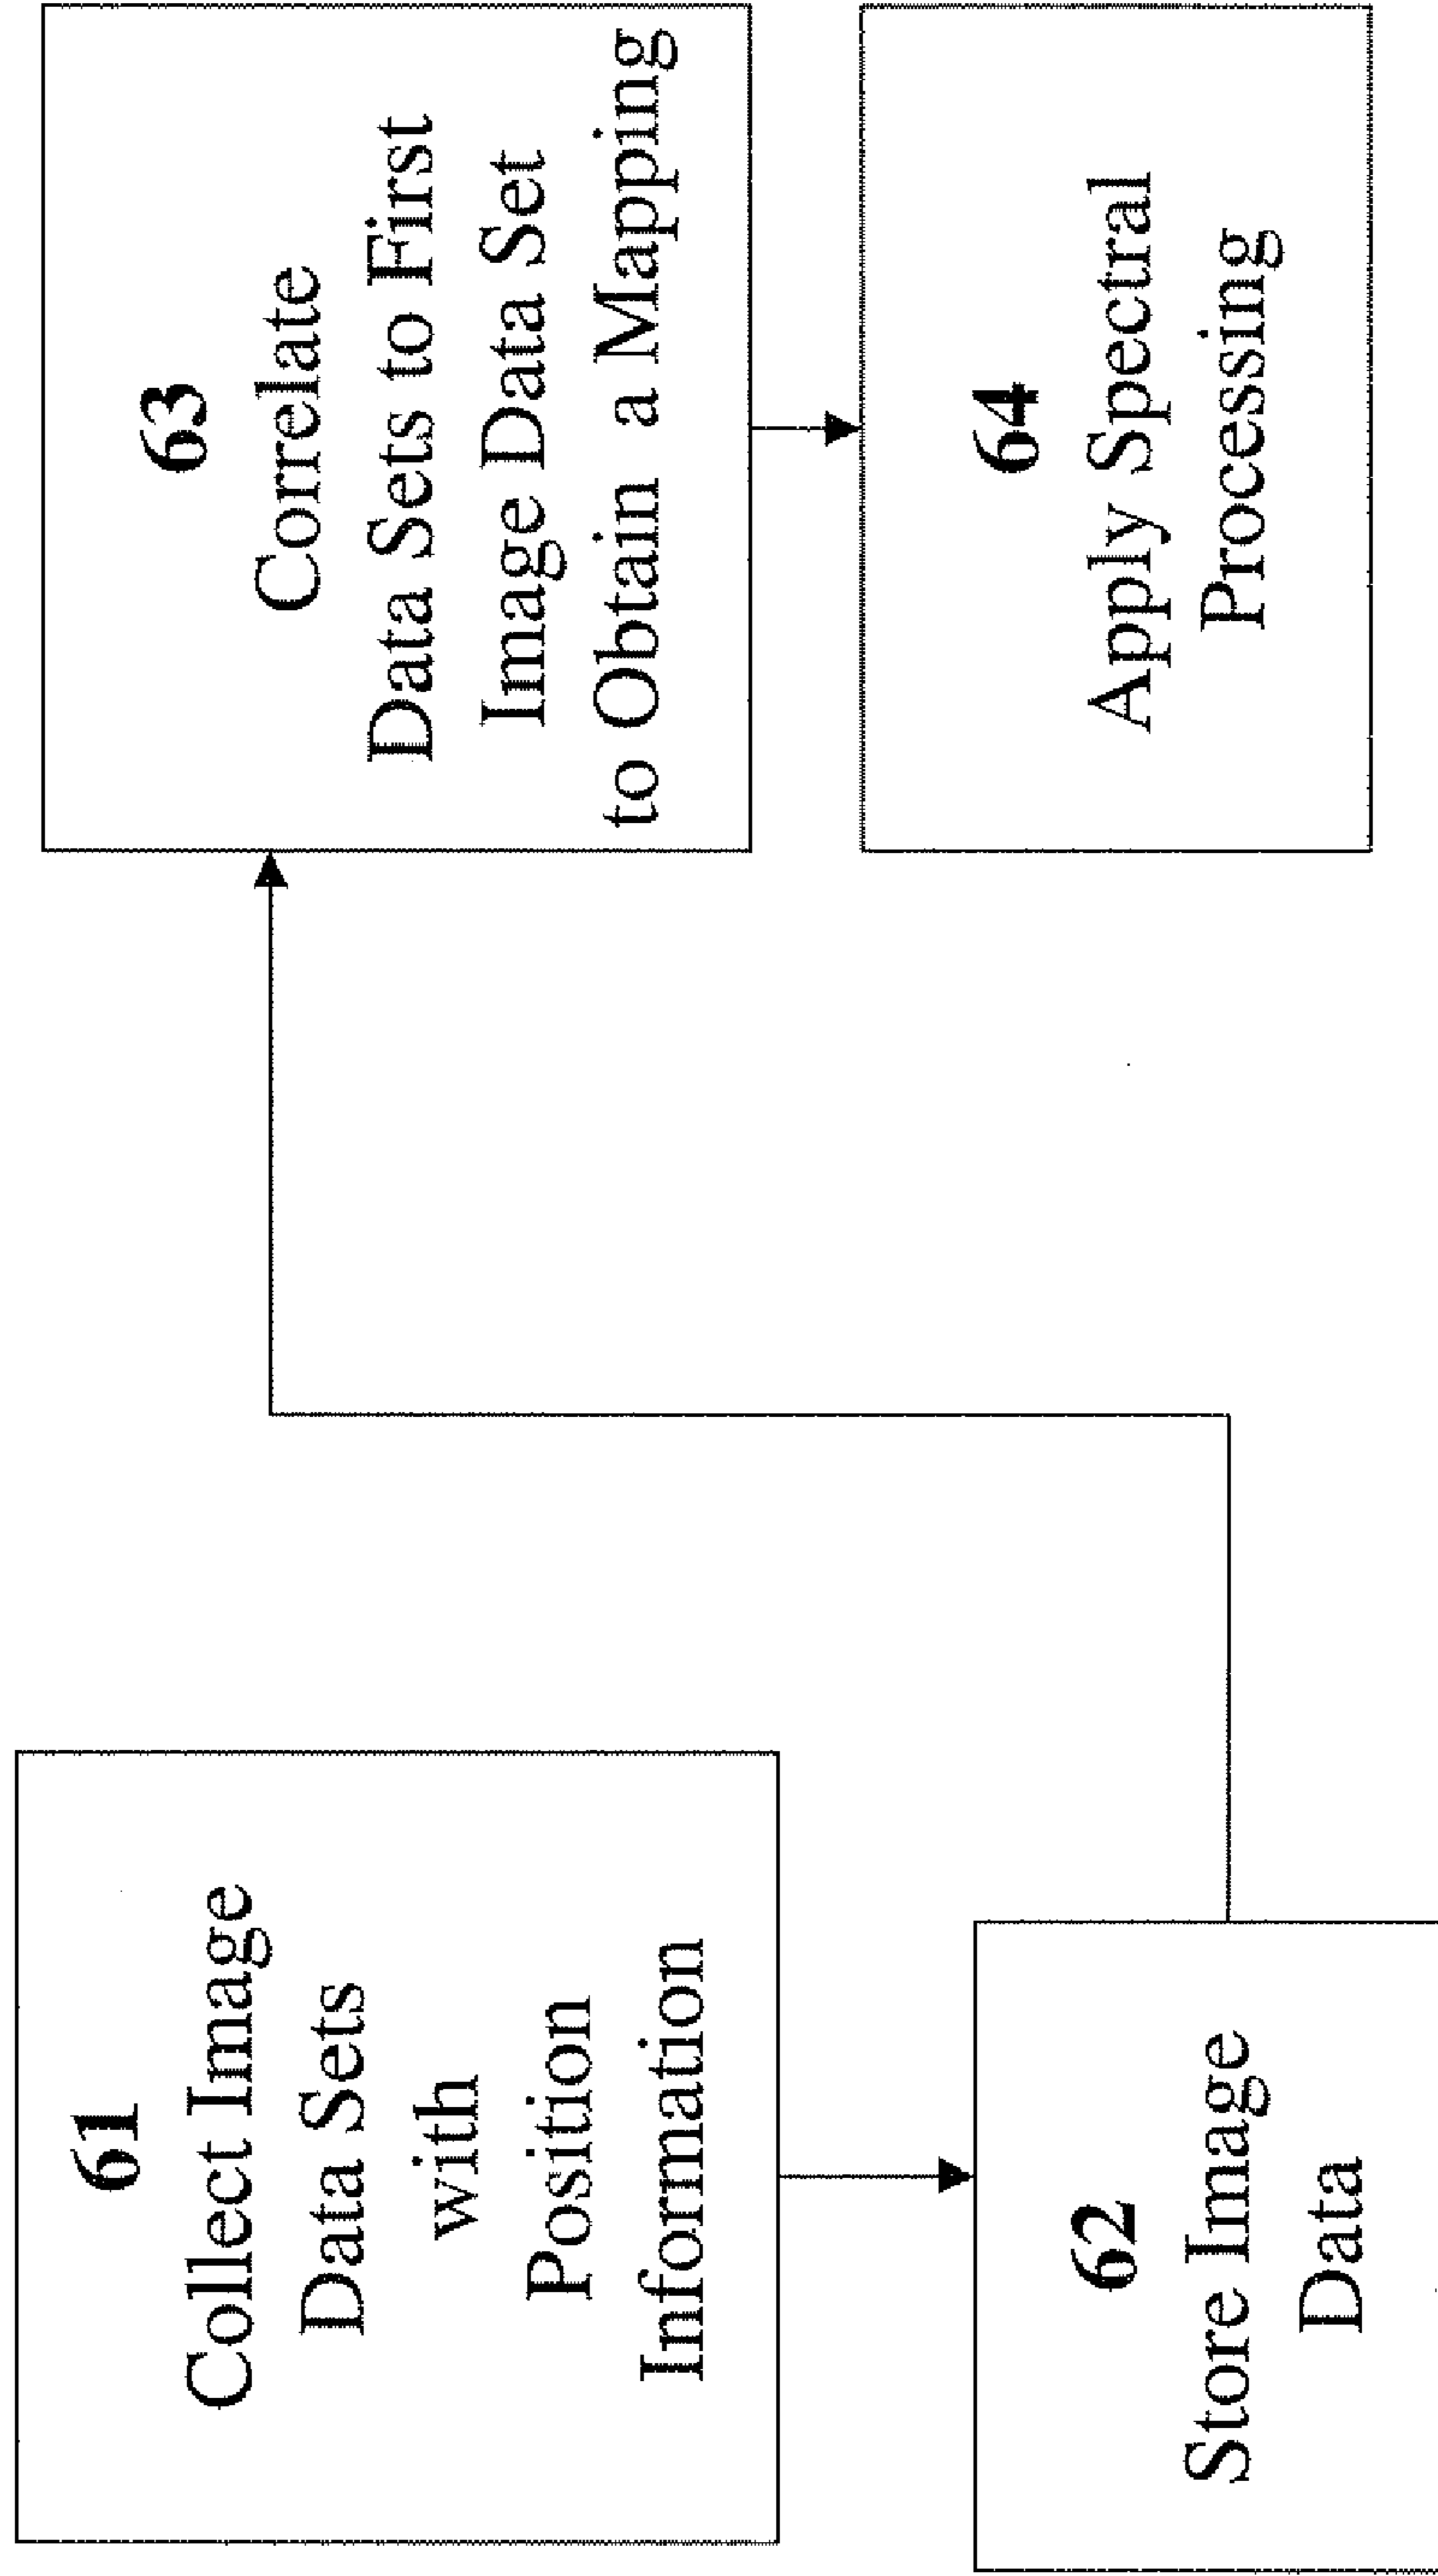 61
Collect Image
Data Sets
with
Position
Information
62
Store Image
Data
63
Correlate
Data Sets to First
Image Data Set
to Obtain a Mapping
64
Apply Spectral
Processing